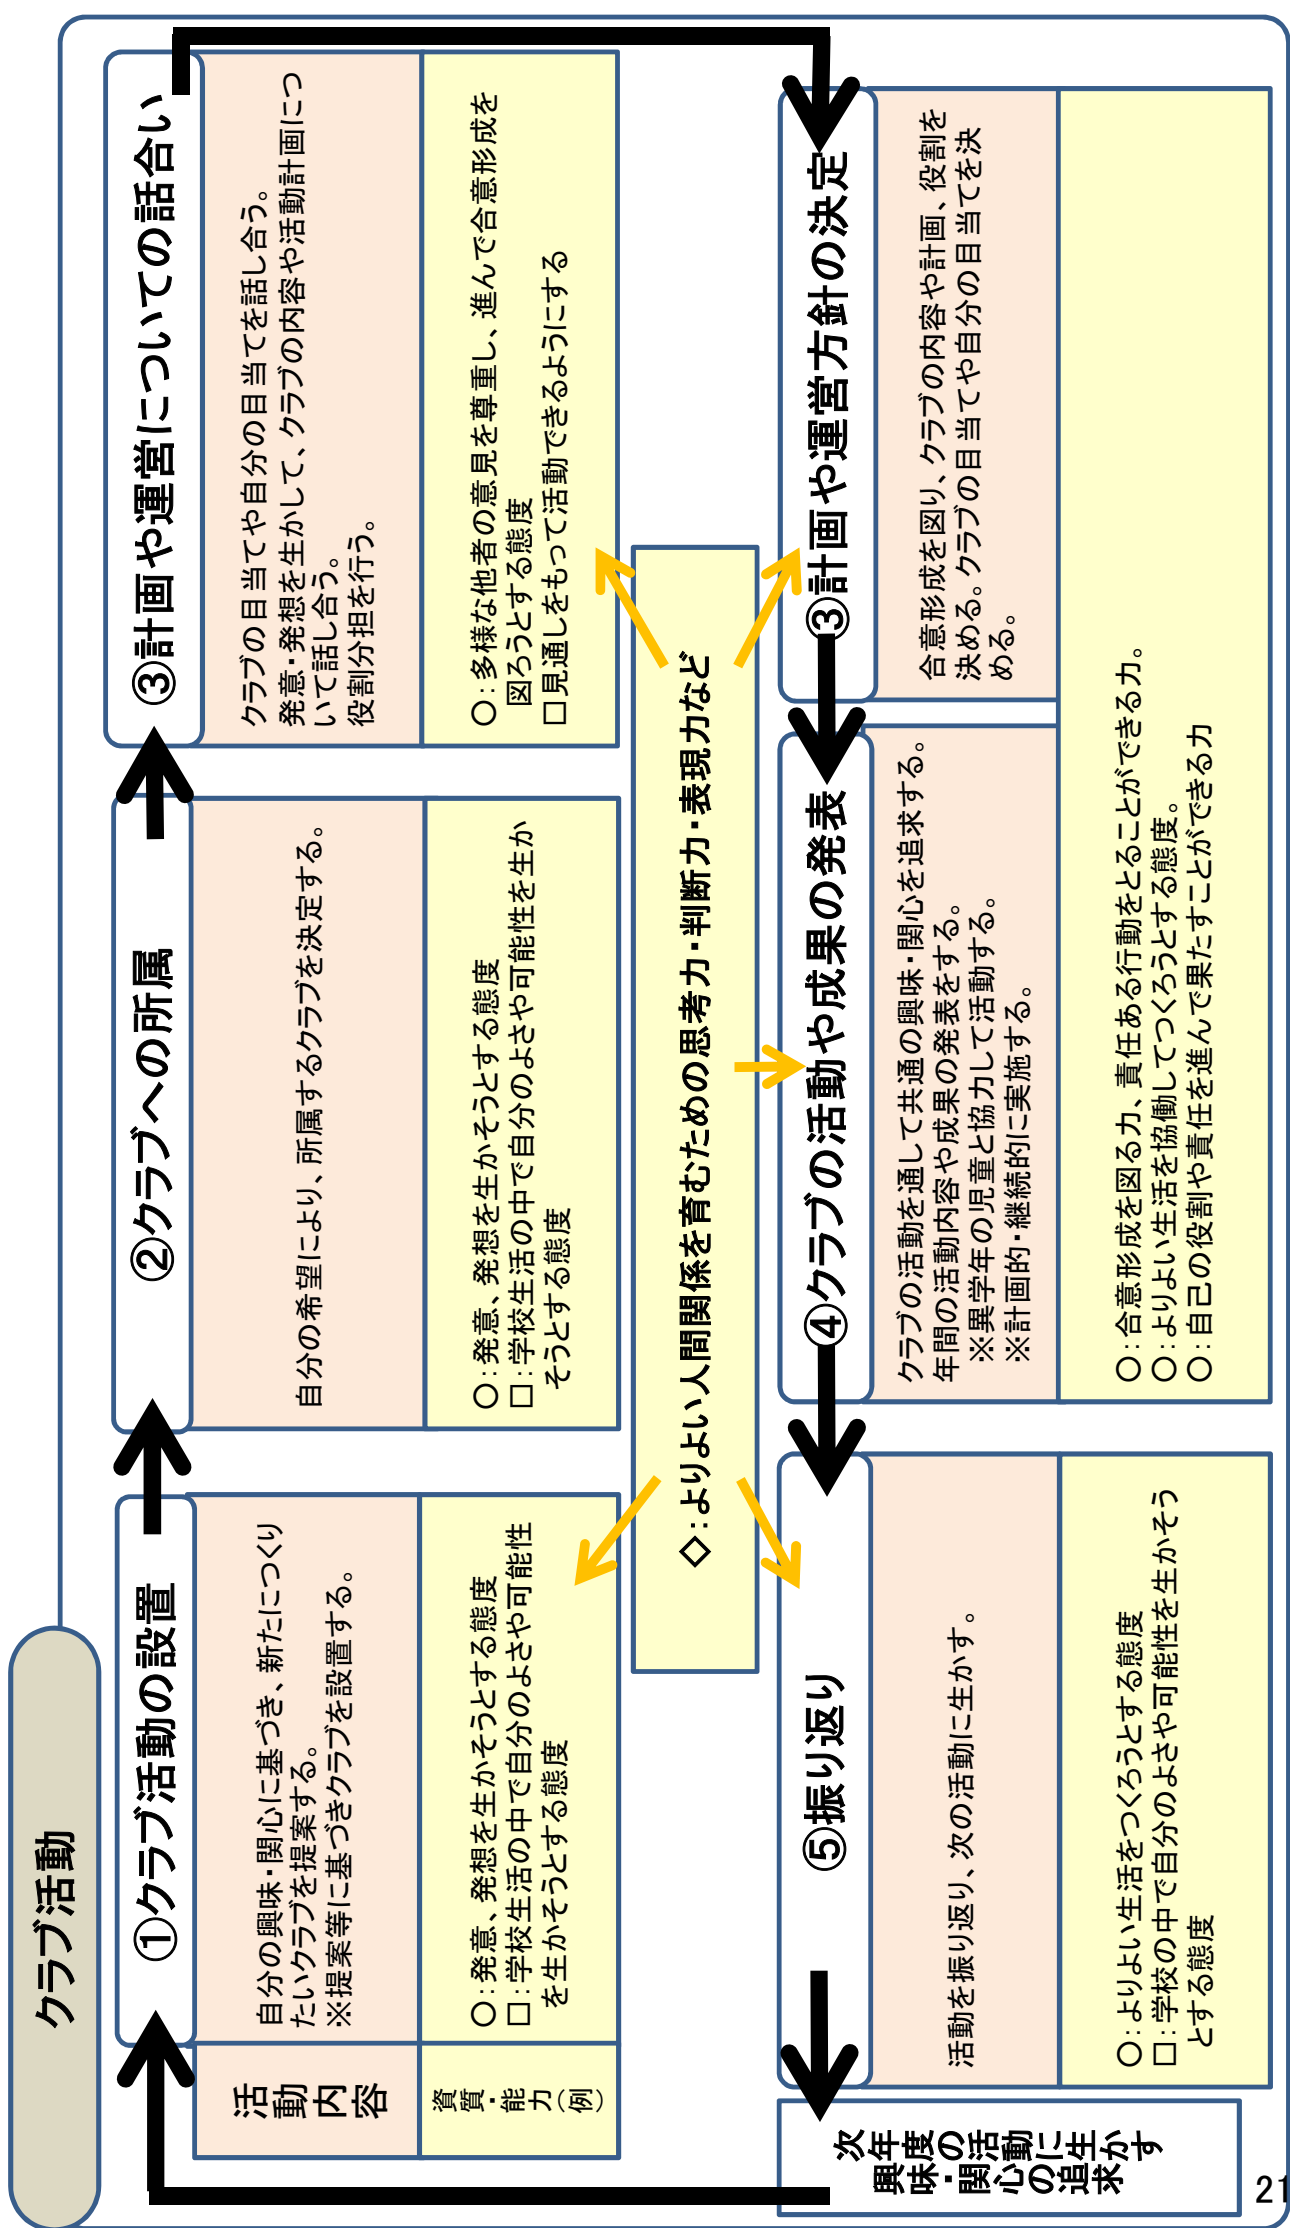 クラブ活動
①クラブ活動の設置
②クラブへの所属
③計画や運営についての話合い
活動内容
自分の興味・関心に基づき、新たにつくり
たいクラブを提案する。
※提案等に基づきクラブを設置する。
自分の希望により、所属するクラブを決定する。
クラブの目当てや自分の目当てを話し合う。
発意・発想を生かして、クラブの内容や活動計画につ
いて話し合う。
役割分担を行う。
資質・能力(例)
〇：発意、発想を生かそうとする態度
□：学校生活の中で自分のよさや可能性
を生かそうとする態度
〇：発意、発想を生かそうとする態度
□：学校生活の中で自分のよさや可能性を生か
そうとする態度
〇：多様な他者の意見を尊重し、進んで合意形成を
図ろうとする態度
□見通しをもって活動できるようにする
◇：よりよい人間関係を育むための思考力・判断力・表現力など
次年度の活動に生かす
興味・関心の追求
⑤振り返り
④クラブの活動や成果の発表
③計画や運営方針の決定
活動を振り返り、次の活動に生かす。
クラブの活動を通して共通の興味・関心を追求する。
年間の活動内容や成果の発表をする。
※異学年の児童と協力して活動する。
※計画的・継続的に実施する。
合意形成を図り、クラブの内容や計画、役割を
決める。クラブの目当てや自分の目当てを決
める。
〇：よりよい生活をつくろうとする態度
□：学校の中で自分のよさや可能性を生かそう
とする態度
〇：合意形成を図る力、責任ある行動をとることができる力。
〇：よりよい生活を協働してつくろうとする態度。
〇：自己の役割や責任を進んで果たすことができる力
21